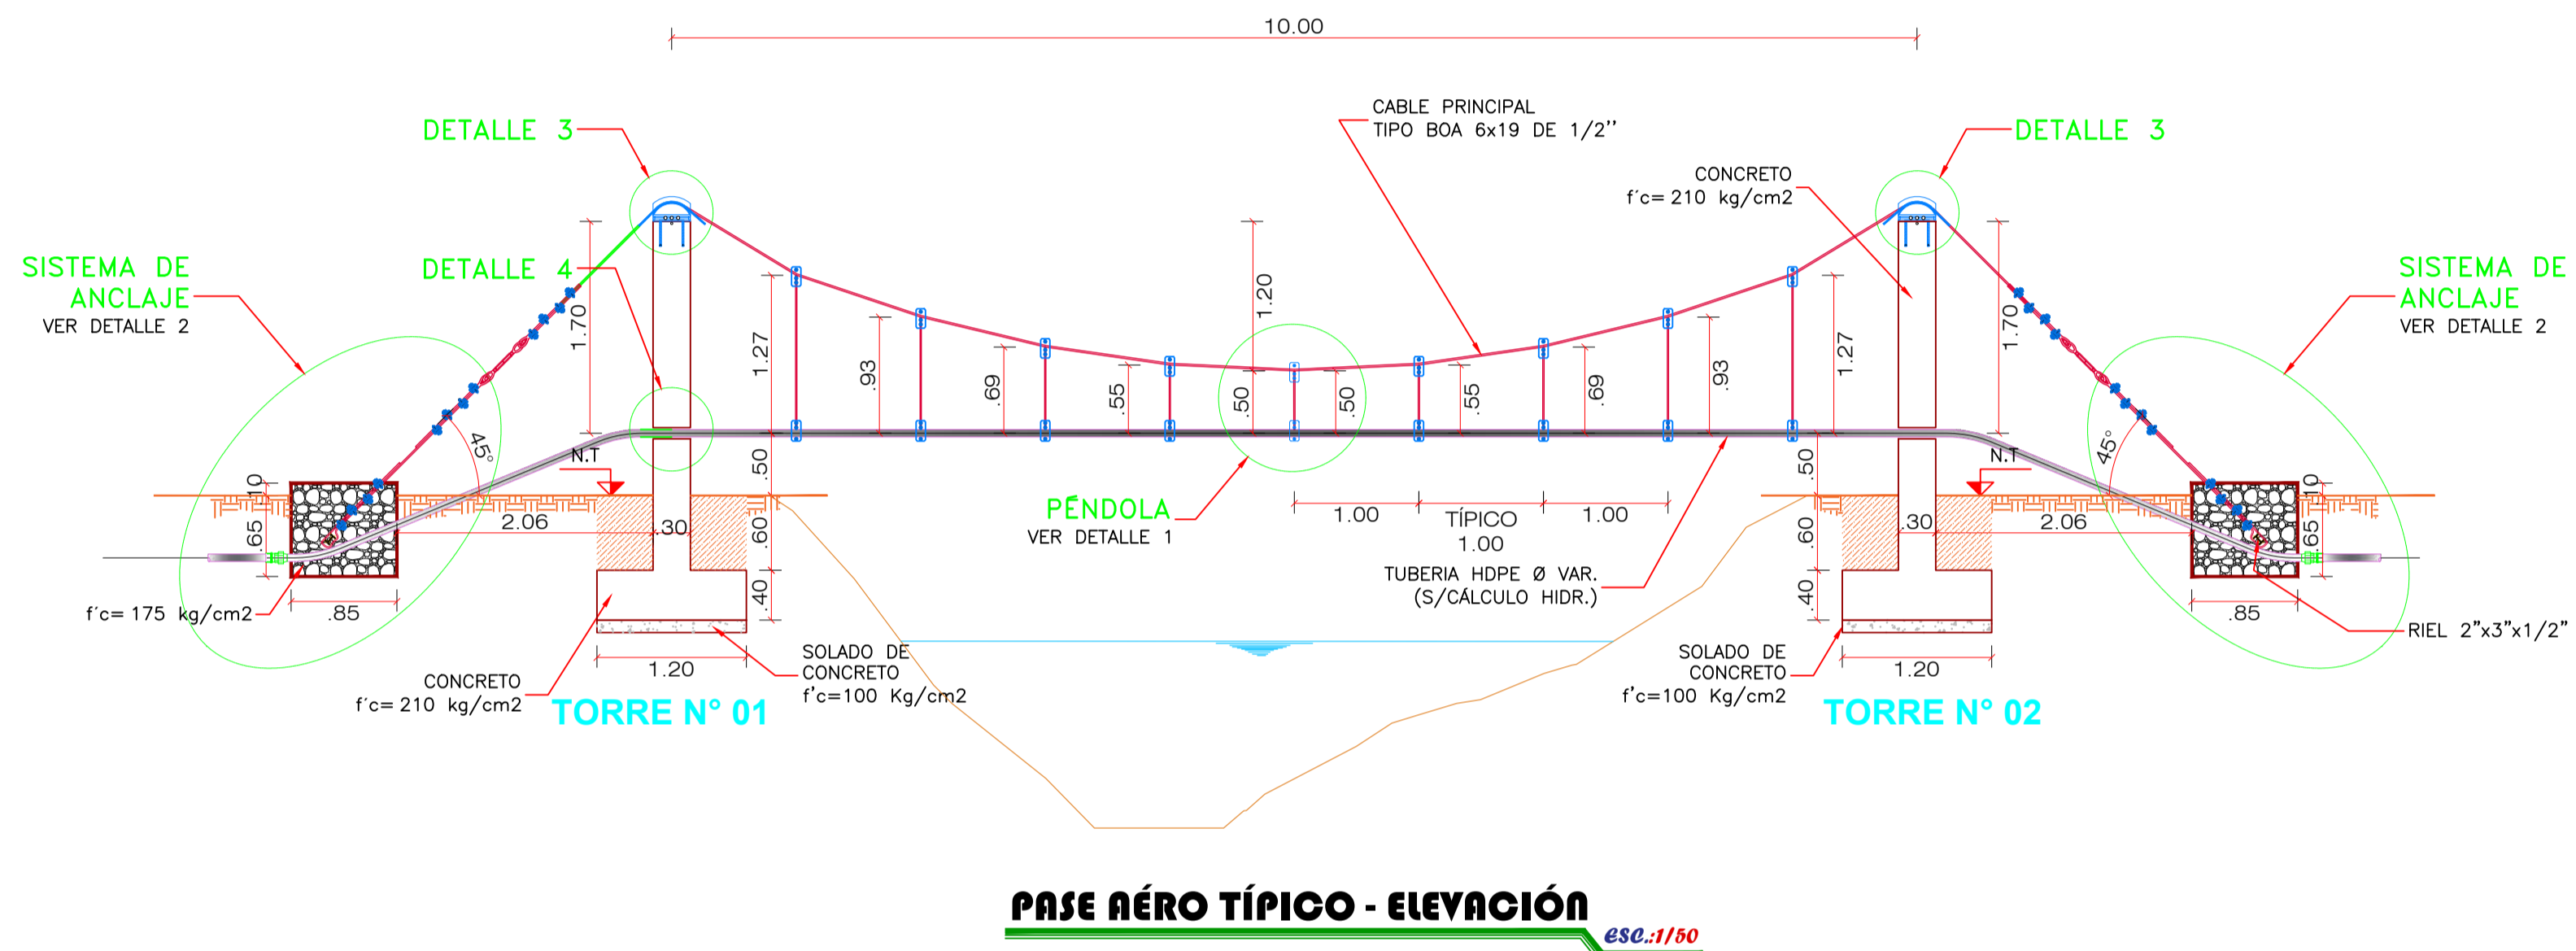 10.00
CABLE PRINCIPAL
TIPO BOA 6x19 DE 1/2''
DETALLE 3
DETALLE 3
CONCRETO
f´c= 210 kg/cm2
SISTEMA DE
ANCLAJE
VER DETALLE 2
DETALLE 4
SISTEMA DE
ANCLAJE
VER DETALLE 2
1.70
1.27
.93
.69
.55
1.20
.50
.50
.55
.69
.93
1.27
1.70
45°
45°
N.T
N.T
.10
.65
2.06
.30
.50
.60
.40
PÉNDOLA
VER DETALLE 1
1.00
TÍPICO
1.00
1.00
TUBERIA HDPE Ø VAR.
(S/CÁLCULO HIDR.)
.50
.60
.40
.30
2.06
.10
.65
f´c= 175 kg/cm2
.85
.85
RIEL 2"x3"x1/2"
1.20
1.20
CONCRETO
f´c= 210 kg/cm2
SOLADO DE
CONCRETO
f'c=100 Kg/cm2
SOLADO DE
CONCRETO
f'c=100 Kg/cm2
TORRE N° 01
TORRE N° 02
PASE AÉRO TÍPICO - ELEVACIÓN
ESC.:1/50